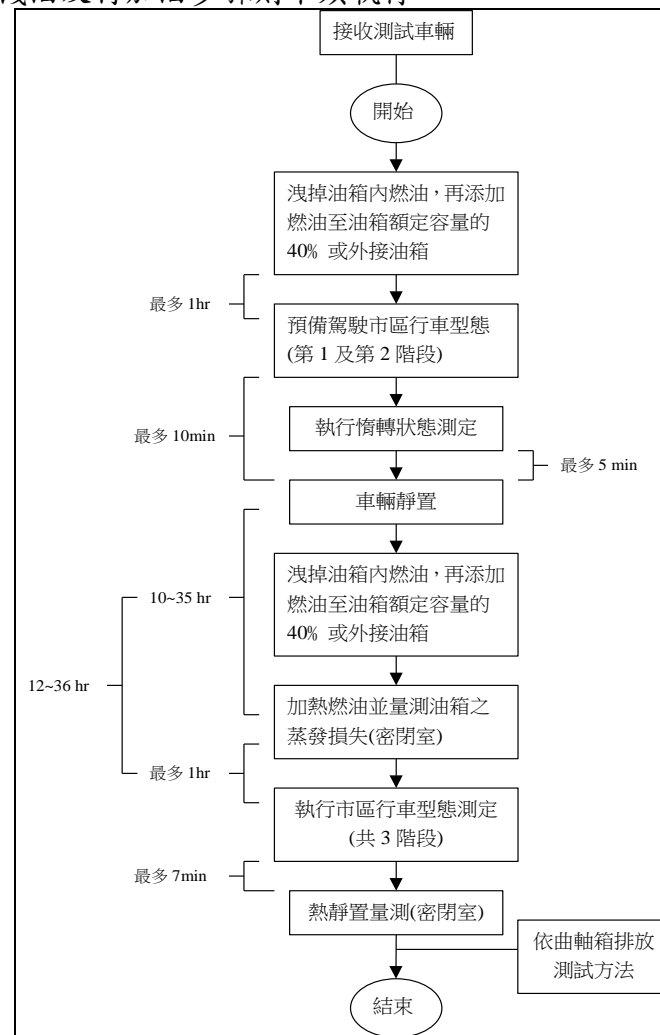 接收測試車輛
開始
洩掉油箱內燃油，再添加
燃油至油箱額定容量的
40% 或外接油箱
最多 1hr
預備駕駛市區行車型態
(第 1 及第 2 階段)
最多 10min
執行惰轉狀態測定
最多 5 min
車輛靜置
10~35 hr
洩掉油箱內燃油，再添加
燃油至油箱額定容量的
40% 或外接油箱
12~36 hr
加熱燃油並量測油箱之
蒸發損失(密閉室)
最多 1hr
執行市區行車型態測定
(共 3 階段)
最多 7min
熱靜置量測(密閉室)
依曲軸箱排放
測試方法
結束